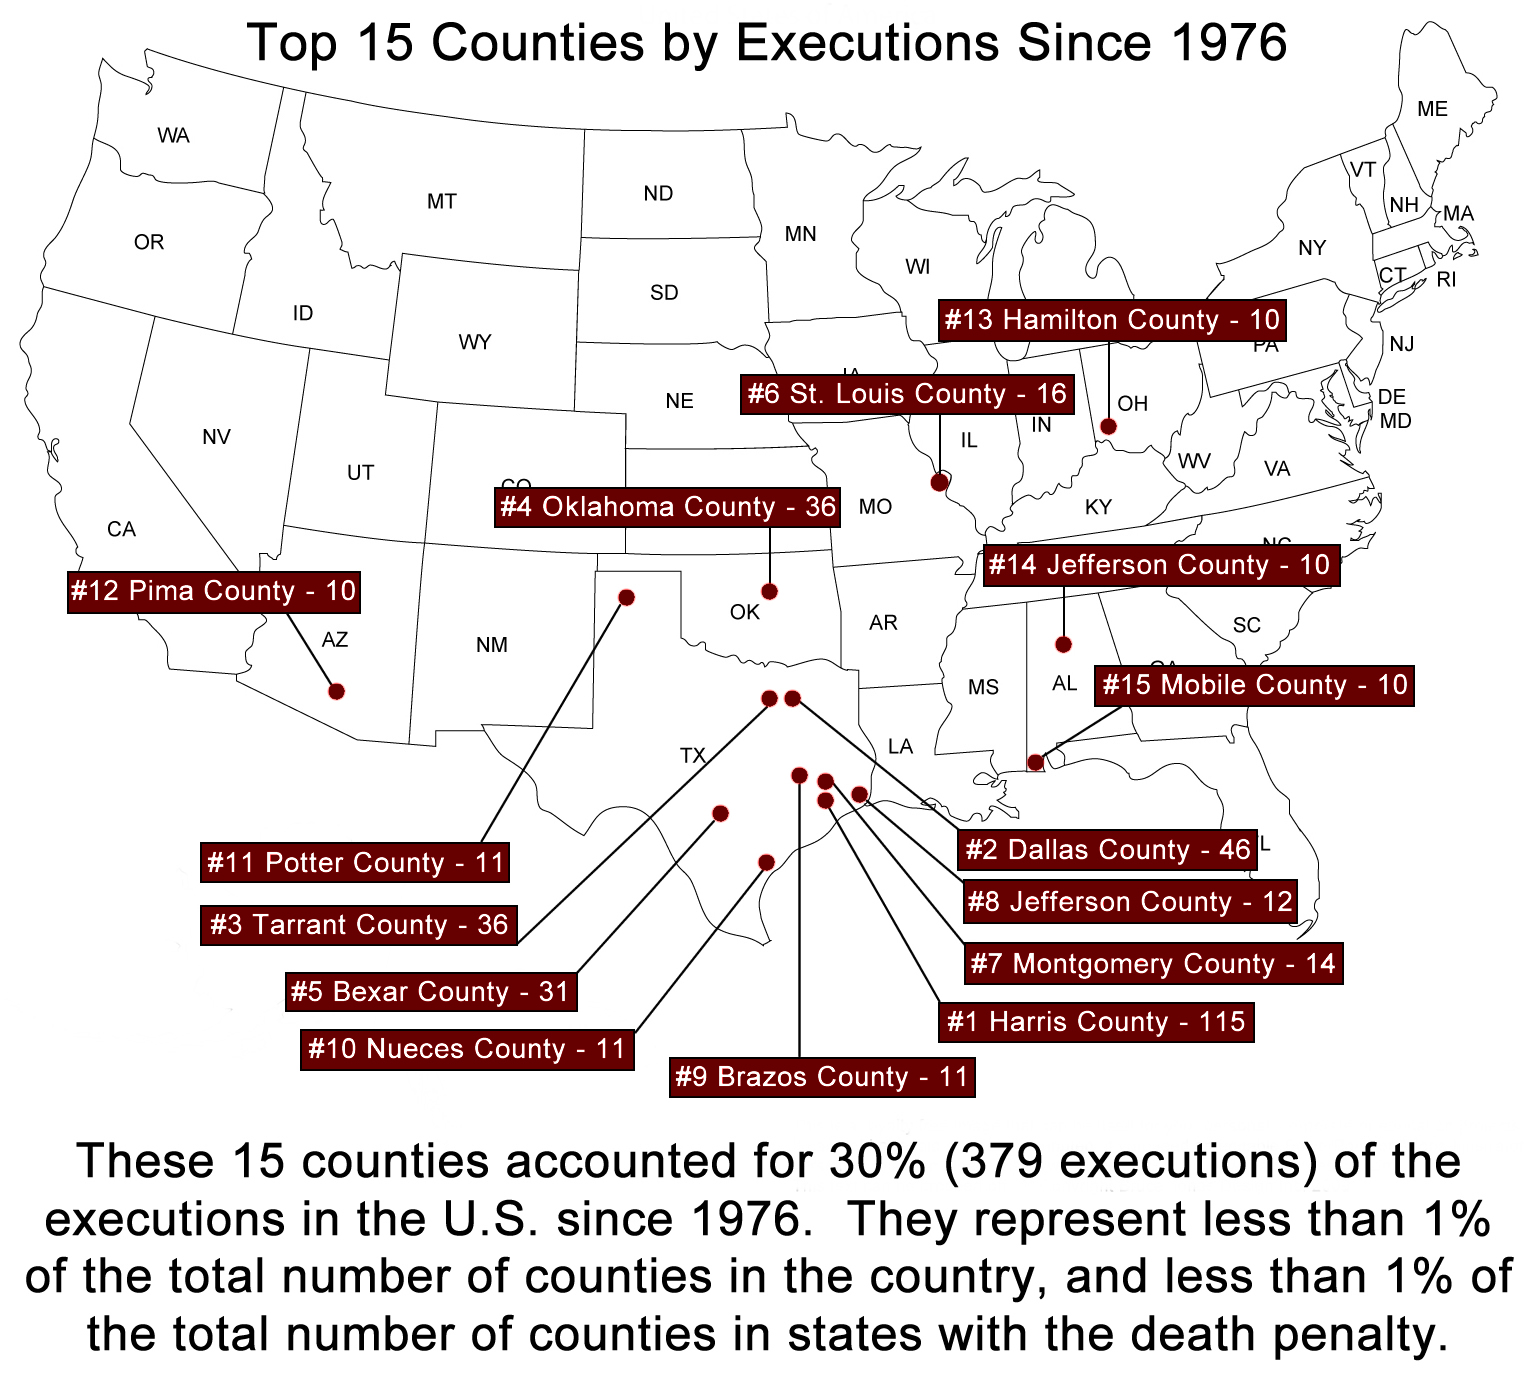 Top 15 Counties by Executions Since 1976
ME
WA
VT
MT
ND
NH
MA
OR
MN
NY
WI
CT
RI
SD
ID
#13 Hamilton County - 10
WY
PA
NJ
IA
#6 St. Louis County - 16
NE
OH
DE
MD
IN
NV
IL
WV
VA
UT
CO
#4 Oklahoma County - 36
MO
KY
CA
NC
#14 Jefferson County - 10
#12 Pima County - 10
OK
AR
SC
AZ
NM
GA
MS
AL
#15 Mobile County - 10
LA
TX
#2 Dallas County - 46
#11 Potter County - 11
#8 Jefferson County - 12
#3 Tarrant County - 36
#7 Montgomery County - 14
#5 Bexar County - 31
#1 Harris County - 115
#10 Nueces County - 11
#9 Brazos County - 11
These 15 counties accounted for 30% (379 executions) of the
executions in the U.S. since 1976.  They represent less than 1%
of the total number of counties in the country, and less than 1% of
the total number of counties in states with the death penalty.